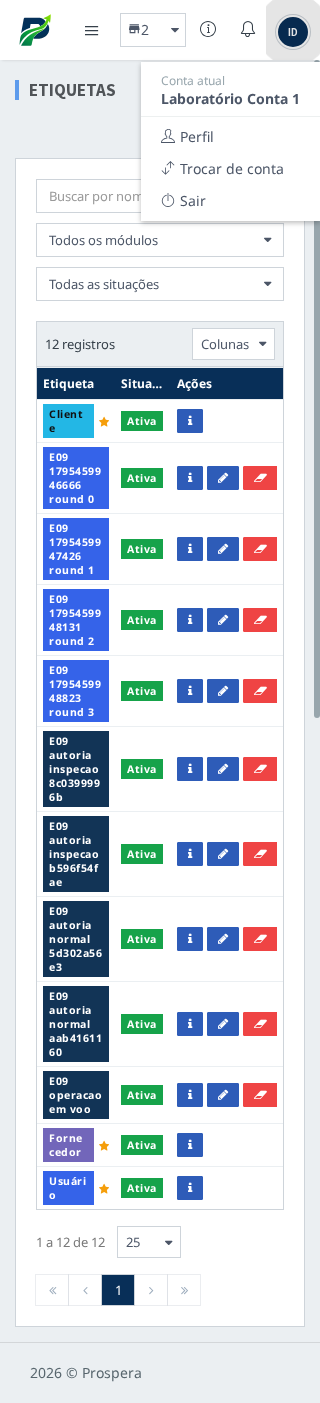 2
ID
Conta atual
Laboratório Conta 1
Perfil
Trocar de conta
Sair
ETIQUETAS
Buscar por nom
Todos os módulos
Todas as situações
12 registros
Colunas
Etiqueta Situa... Ações
Client
e
Ativa
E09
17954599
46666
round 0
Ativa
E09
17954599
47426
round 1
Ativa
E09
17954599
48131
round 2
Ativa
E09
17954599
48823
round 3
Ativa
E09
autoria
inspecao
8c039999
6b
Ativa
E09
autoria
inspecao
b596f54f
ae
Ativa
E09
autoria
normal
5d302a56
e3
Ativa
E09
autoria
normal
aab41611
60
Ativa
E09
operacao
em voo
Ativa
Forne
cedor
Ativa
Usuári
o
Ativa
1 a 12 de 12
25
« ‹ 1 › »
2026 © Prospera